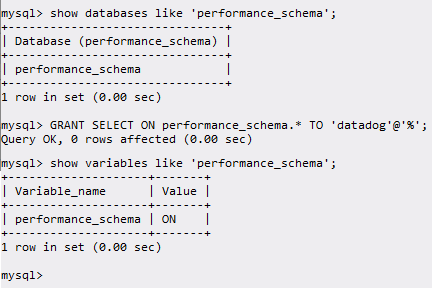 mysql> show databases like 'performance_schema';
+-------------------------------+
| Database (performance_schema) |
+-------------------------------+
| performance_schema            |
+-------------------------------+
1 row in set (0.00 sec)
mysql> GRANT SELECT ON performance_schema.* TO 'datadog'@'%';
Query OK, 0 rows affected (0.00 sec)
mysql> show variables like 'performance_schema';
+--------------------+-------+
| Variable_name      | Value |
+--------------------+-------+
| performance_schema | ON    |
+--------------------+-------+
1 row in set (0.00 sec)
mysql>